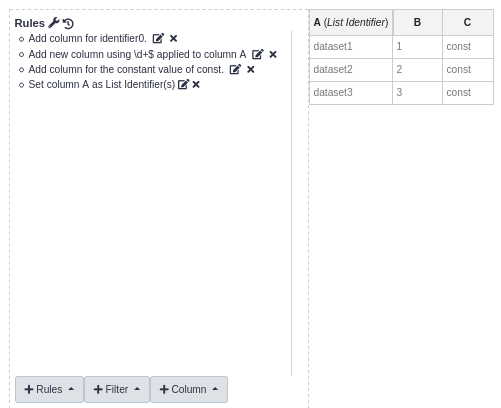 Rules
Add column for identifier0.
Add new column using \d+$ applied to column A
Add column for the constant value of const.
Set column A as List Identifier(s)
Rules Filter Column
A (List Identifier) B C
dataset1 1 const
dataset2 2 const
dataset3 3 const